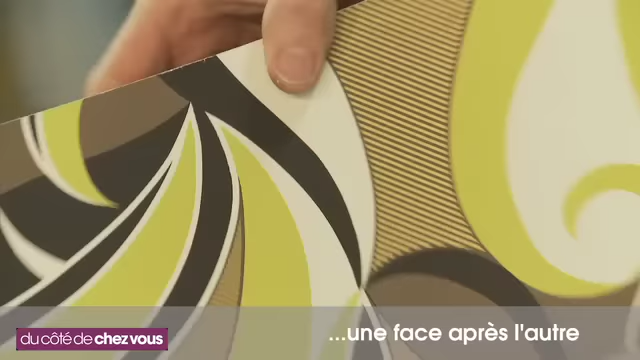 ...une face après l'autre
du côté de chez vous